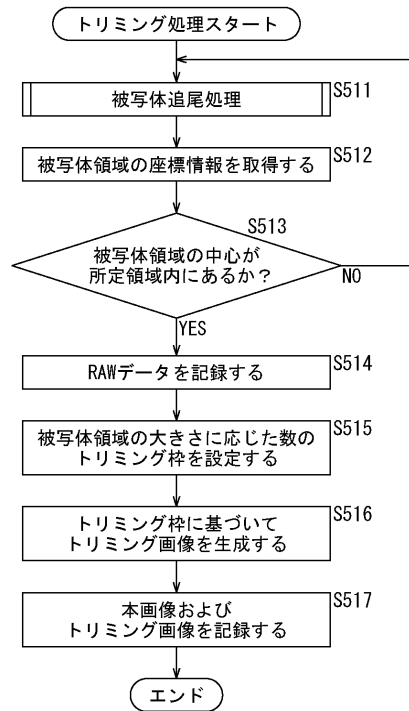 トリミング処理スタート
被写体追尾処理
S511
被写体領域の座標情報を取得する
S512
S513
被写体領域の中心が
所定領域内にあるか?
NO
YES
RAWデータを記録する
S514
被写体領域の大きさに応じた数の
トリミング枠を設定する
S515
トリミング枠に基づいて
トリミング画像を生成する
S516
本画像および
トリミング画像を記録する
S517
エンド